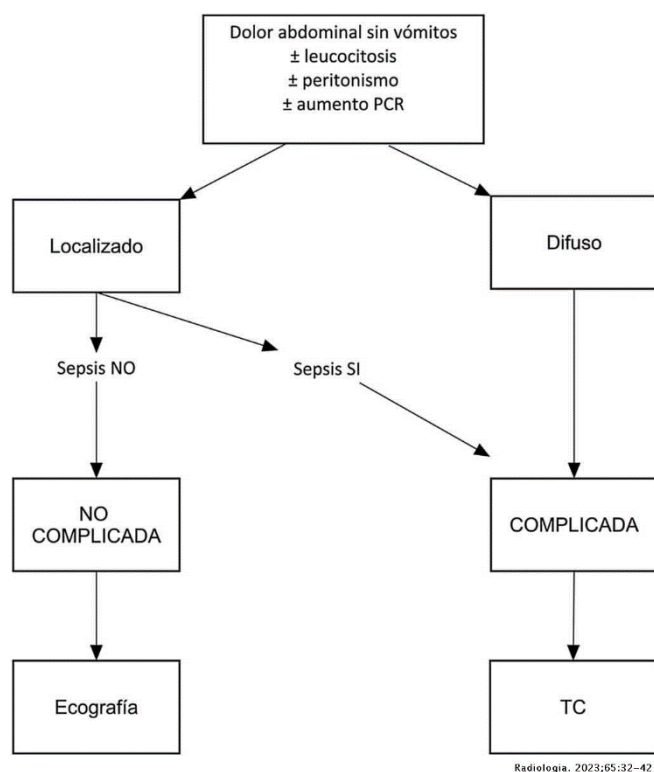 Dolor abdominal sin vómitos
± leucocitosis
± peritonismo
± aumento PCR
Localizado
Difuso
Sepsis NO
Sepsis SI
NO
COMPLICADA
COMPLICADA
Ecografía
TC
Radiología. 2023;65:32-42